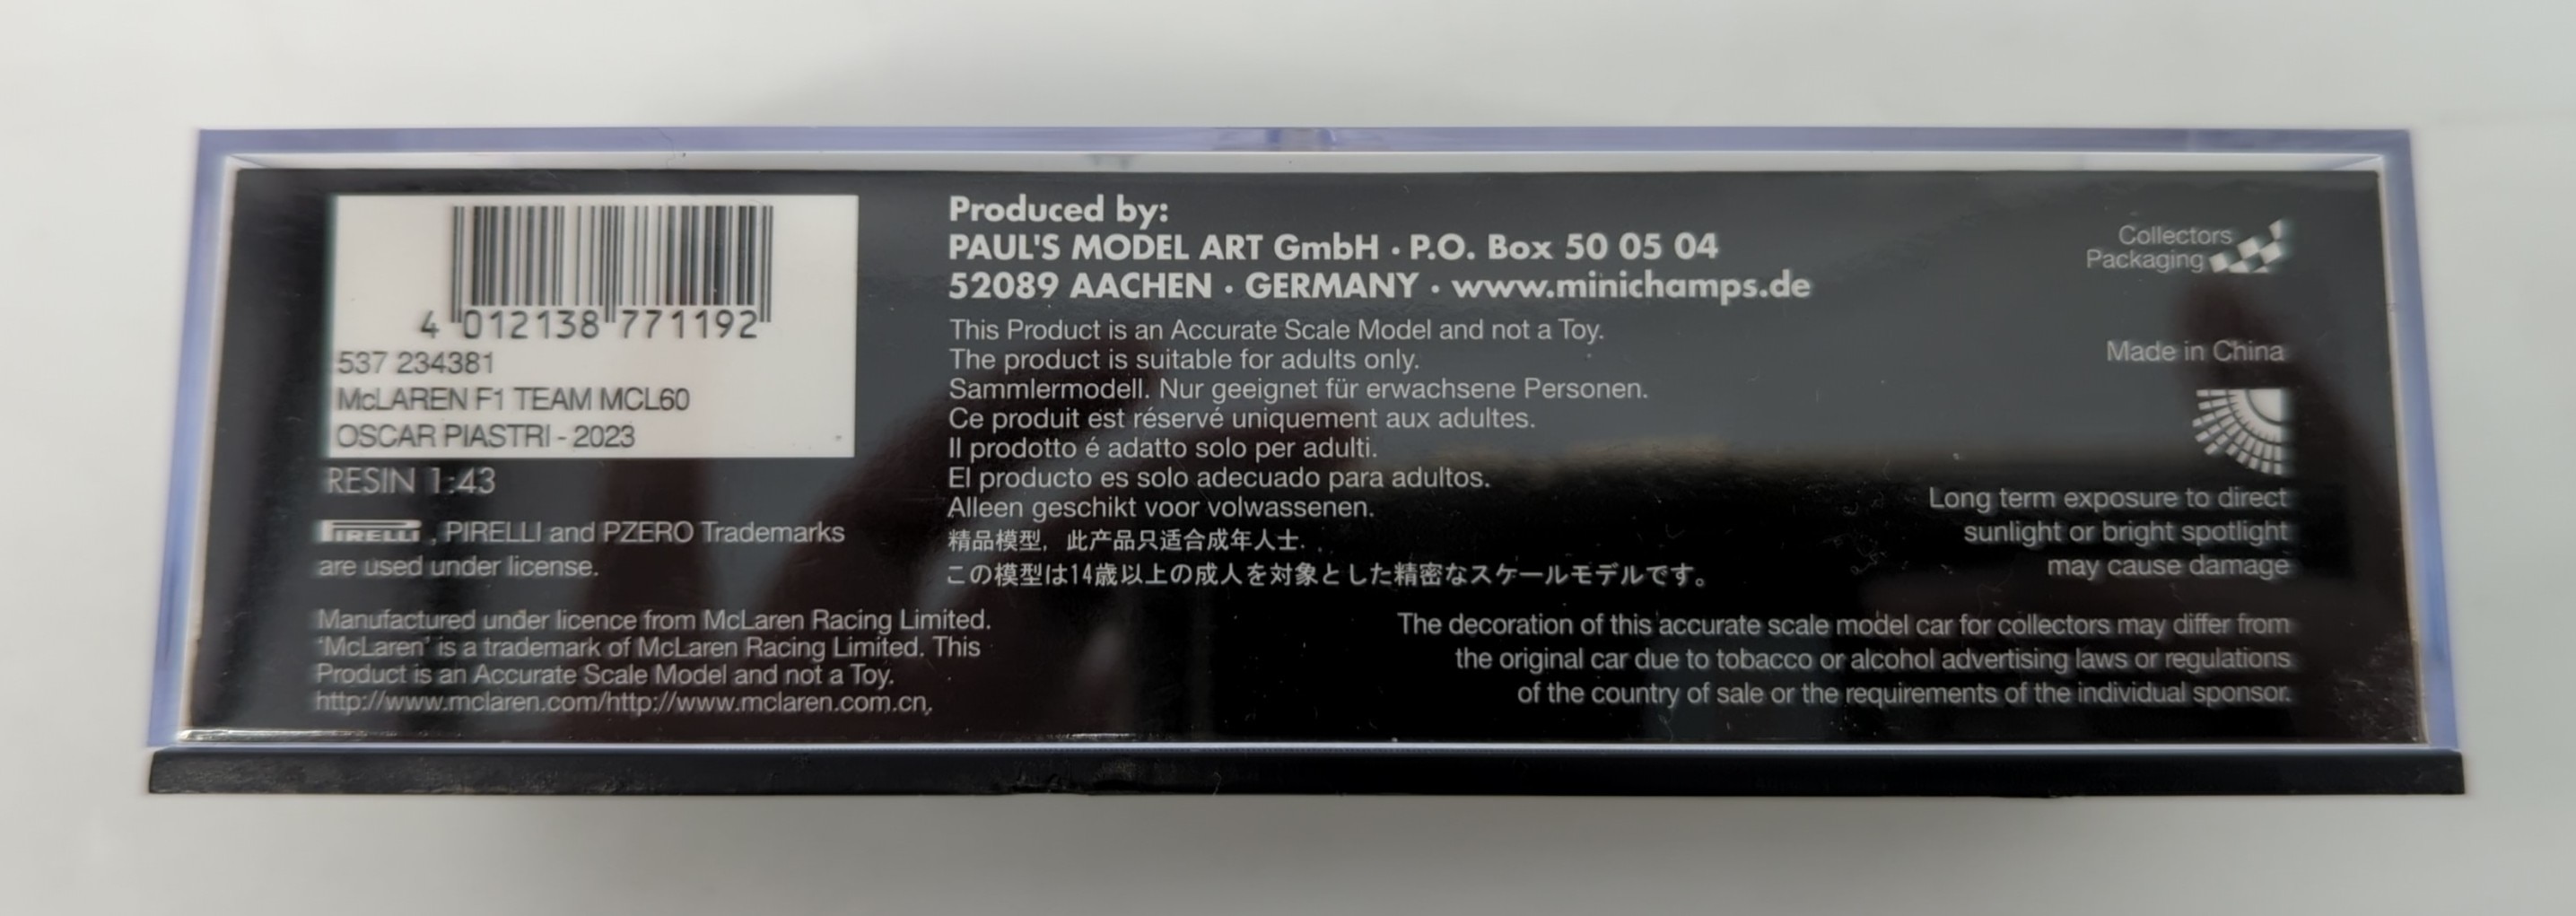 4 012138 771192
537 234381
McLAREN F1 TEAM MCL60
OSCAR PIASTRI - 2023
RESIN 1:43
PIRELLI , PIRELLI and PZERO Trademarks
are used under license.
Manufactured under licence from McLaren Racing Limited.
‘McLaren’ is a trademark of McLaren Racing Limited. This
Product is an Accurate Scale Model and not a Toy.
http://www.mclaren.com/http://www.mclaren.com.cn,
Produced by:
PAUL'S MODEL ART GmbH · P.O. Box 50 05 04
52089 AACHEN · GERMANY · www.minichamps.de
This Product is an Accurate Scale Model and not a Toy.
The product is suitable for adults only.
Sammlermodell. Nur geeignet für erwachsene Personen.
Ce produit est réservé uniquement aux adultes.
Il prodotto é adatto solo per adulti.
El producto es solo adecuado para adultos.
Alleen geschikt voor volwassenen.
精品模型，此产品只适合成年人士.
この模型は14歳以上の成人を対象とした精密なスケールモデルです。
Collectors
Packaging
Made in China
Long term exposure to direct
sunlight or bright spotlight
may cause damage
The decoration of this accurate scale model car for collectors may differ from
the original car due to tobacco or alcohol advertising laws or regulations
of the country of sale or the requirements of the individual sponsor.